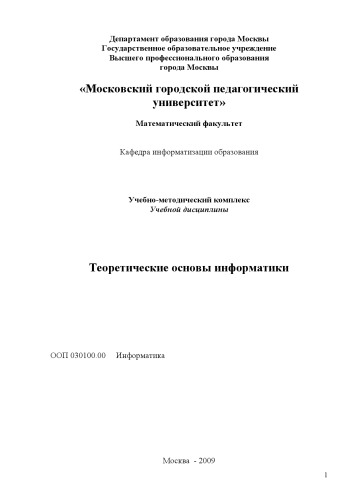 Департамент образования города Москвы
Государственное образовательное учреждение
Высшего профессионального образования
города Москвы
«Московский городской педагогический
университет»
Математический факультет
Кафедра информатизации образования
Учебно-методический комплекс
Учебной дисциплины
Теоретические основы информатики
ООП 030100.00 Информатика
Москва - 2009
1